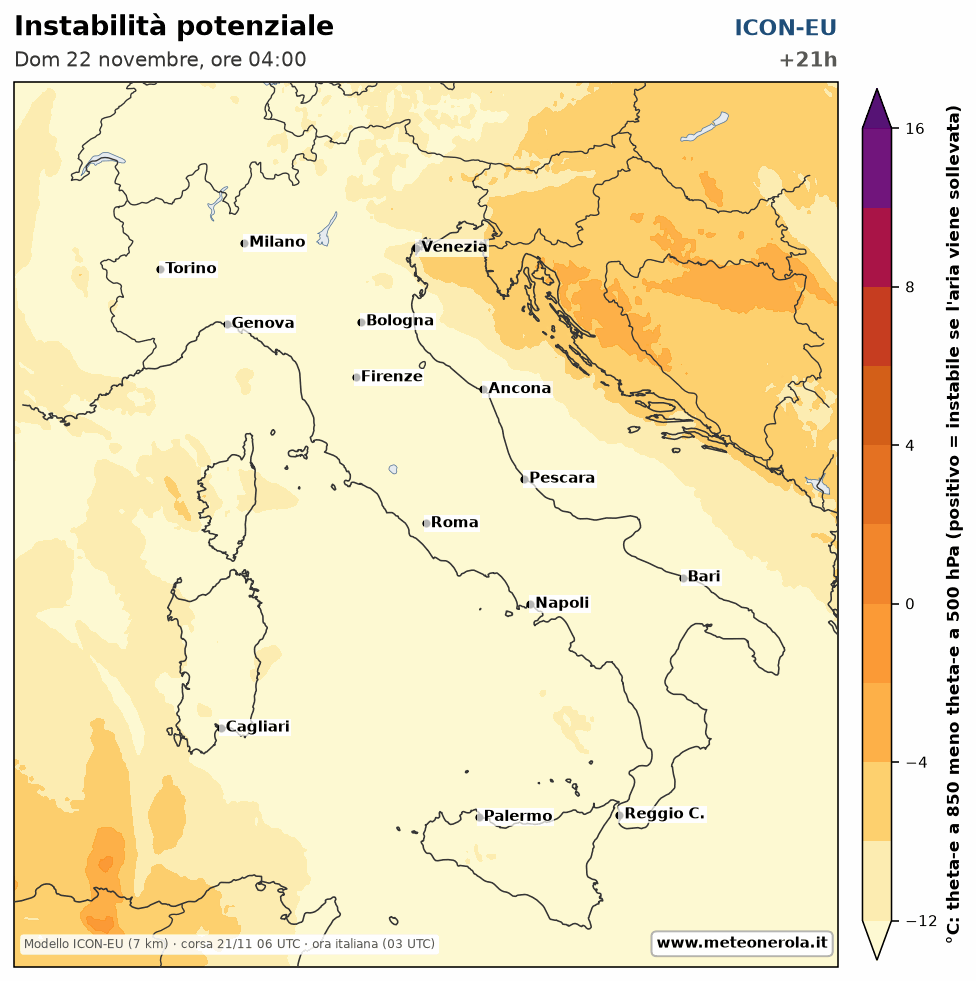 Instabilità potenziale
ICON-EU
Dom 22 novembre, ore 04:00
+21h
Milano
Venezia
Torino
Genova
Bologna
Firenze
Ancona
Pescara
Roma
Bari
Napoli
Cagliari
Palermo
Reggio C.
16
8
4
0
−4
−12
°C: theta-e a 850 meno theta-e a 500 hPa (positivo = instabile se l'aria viene sollevata)
Modello ICON-EU (7 km) · corsa 21/11 06 UTC · ora italiana (03 UTC)
www.meteonerola.it